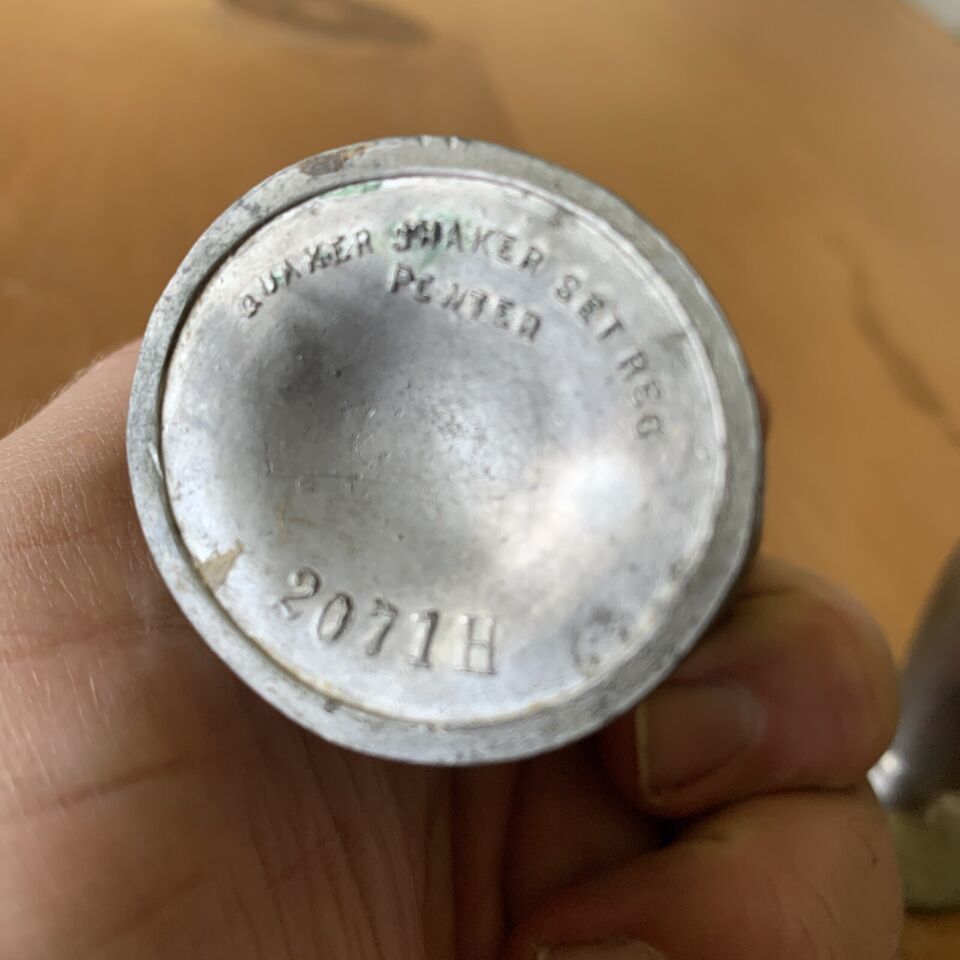 QUAKER SHAKER SET REG
PEWTER
2071H